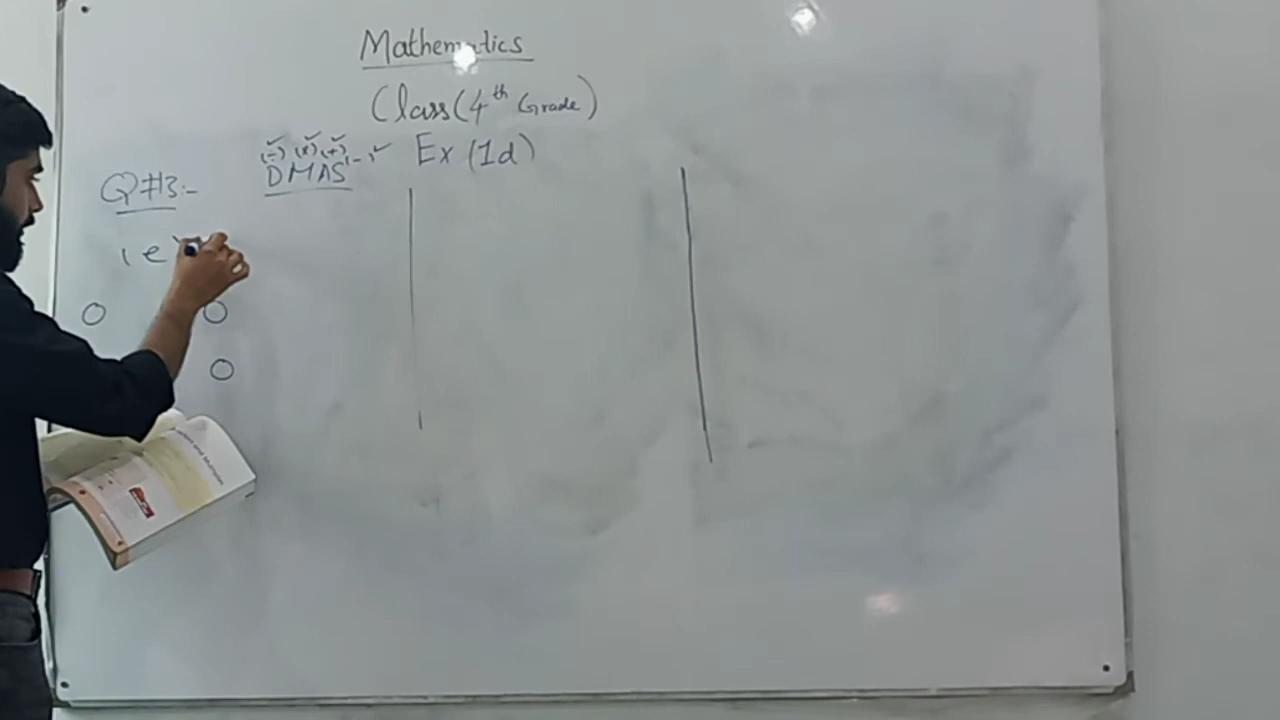 Mathematics
Class (4th Grade)
(÷) (×) (+) (-)
DMAS
Ex (1d)
Q#3:-
(e)